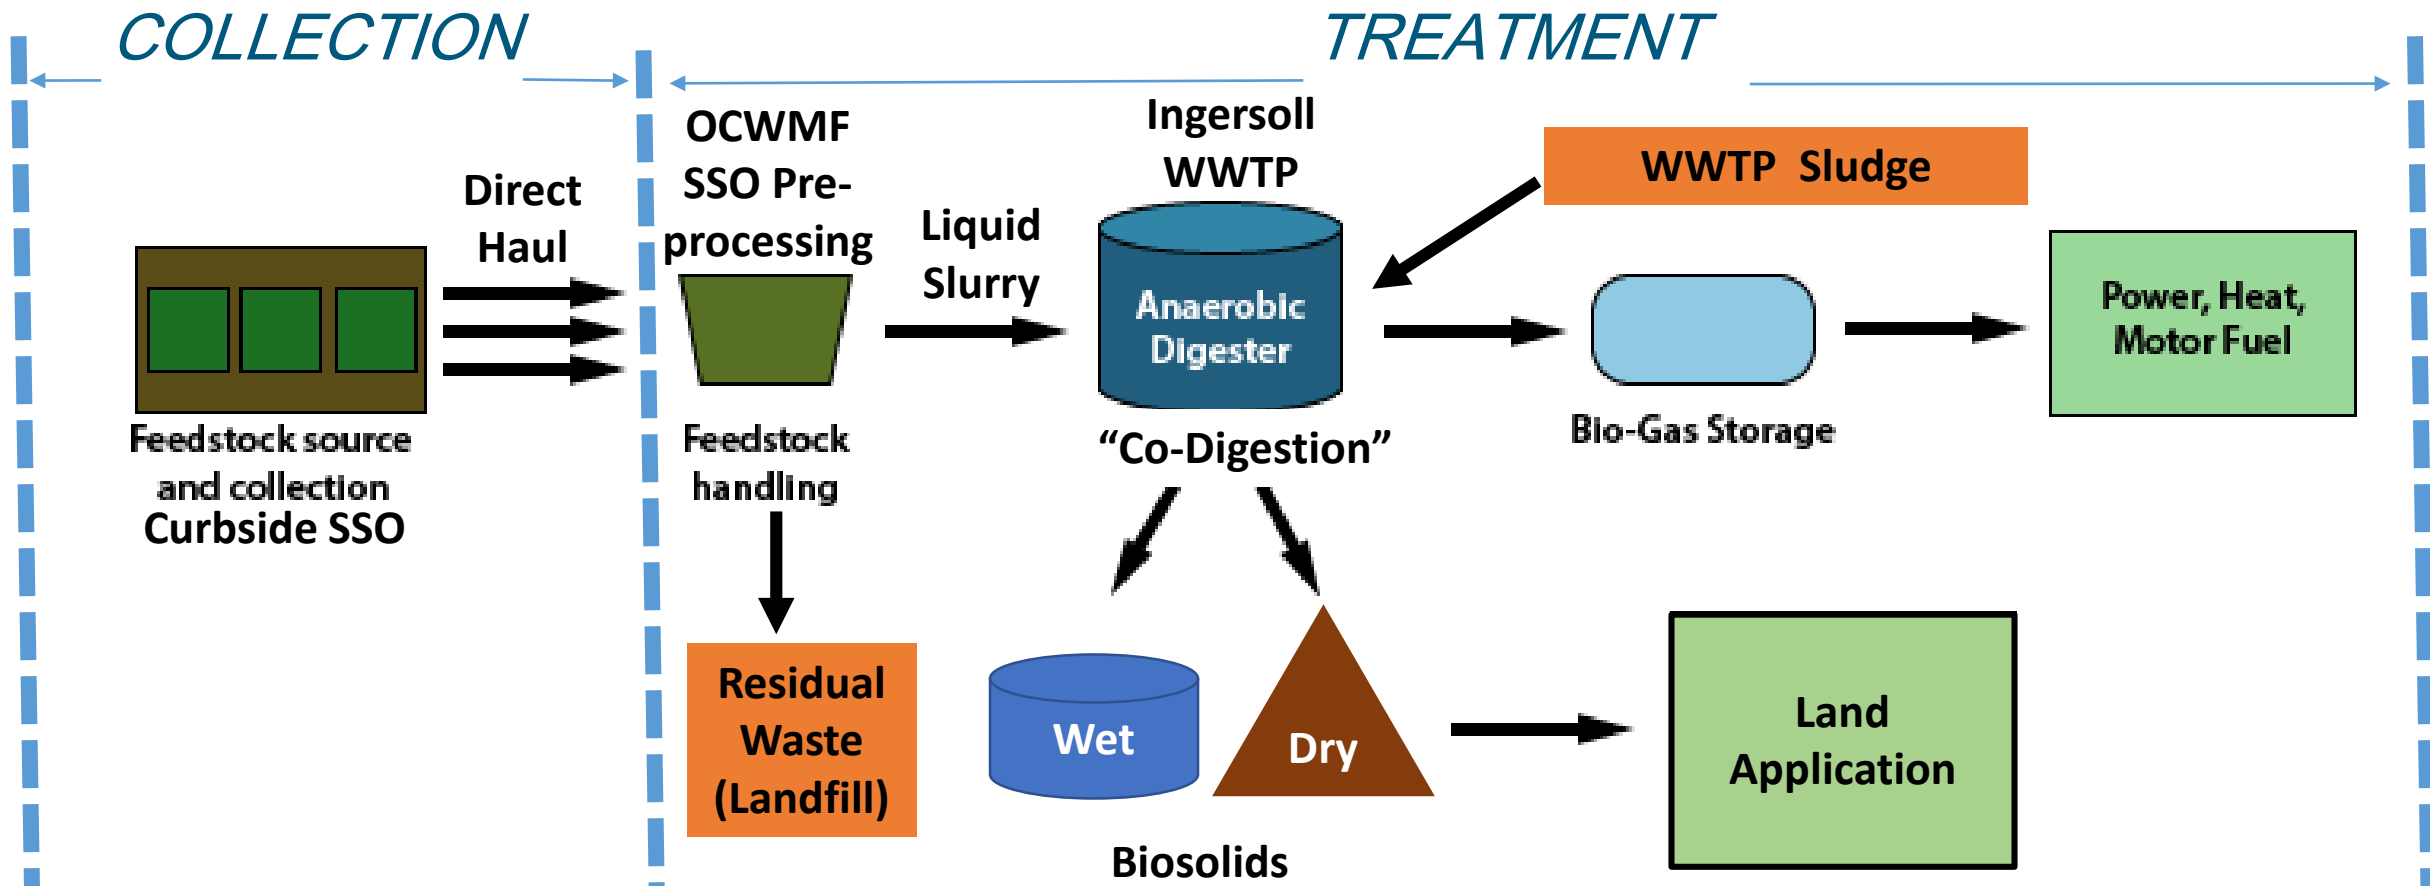 COLLECTION
TREATMENT
Direct
Haul
Feedstock source
and collection
Curbside SSO
OCWMF
SSO Pre-
processing
Feedstock
handling
Residual
Waste
(Landfill)
Liquid
Slurry
Ingersoll
WWTP
Anaerobic
Digester
“Co-Digestion”
WWTP Sludge
Bio-Gas Storage
Power, Heat,
Motor Fuel
Wet
Dry
Biosolids
Land
Application